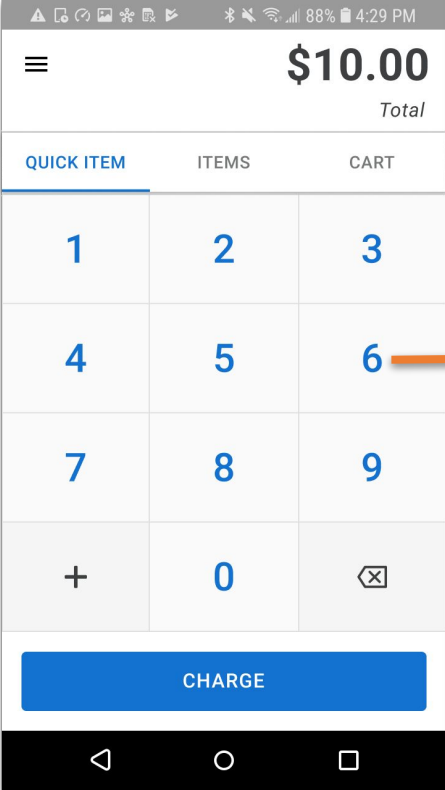 88% 4:29 PM
$10.00
Total
QUICK ITEM ITEMS CART
1 2 3
4 5 6
7 8 9
+ 0
CHARGE